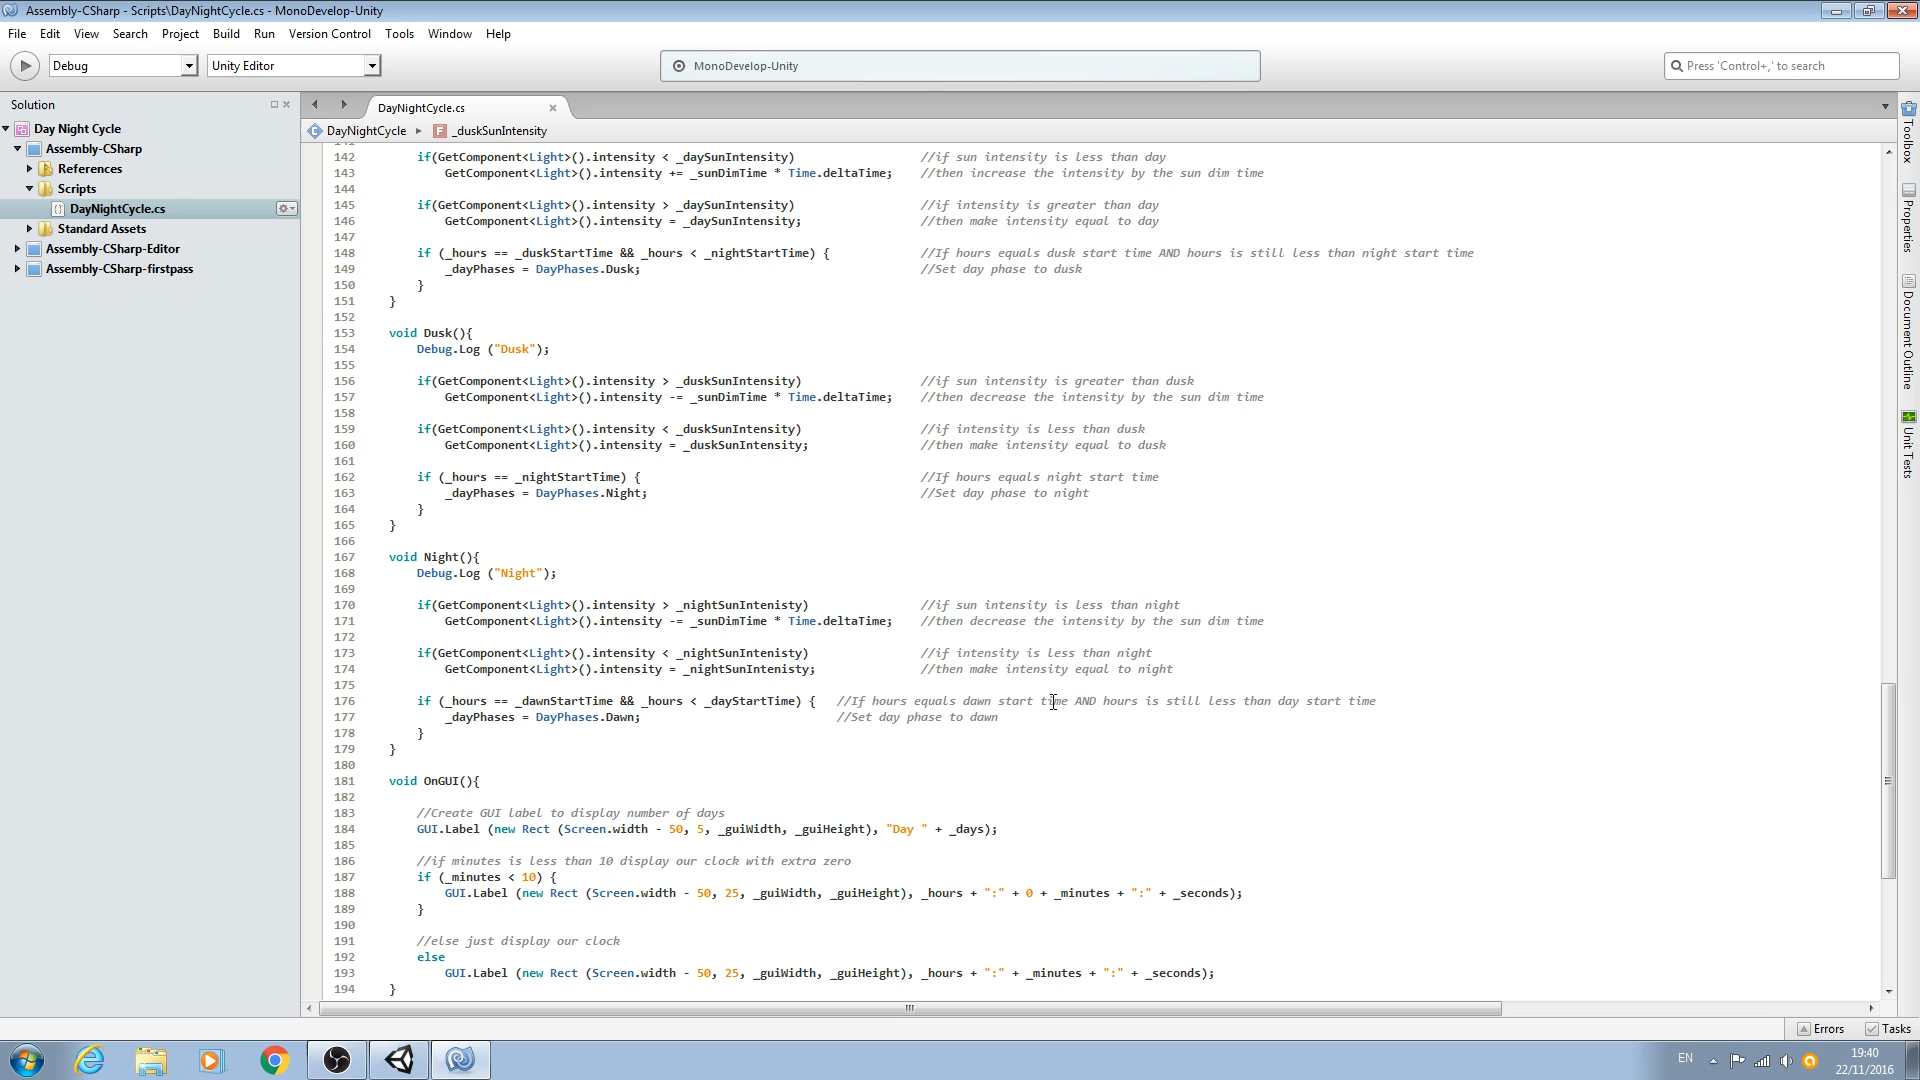 Assembly-CSharp - Scripts\DayNightCycle.cs - MonoDevelop-Unity
File Edit View Search Project Build Run Version Control Tools Window Help
Debug
Unity Editor
MonoDevelop-Unity
Press 'Control+,' to search
Solution
Day Night Cycle
Assembly-CSharp
References
Scripts
DayNightCycle.cs
Standard Assets
Assembly-CSharp-Editor
Assembly-CSharp-firstpass
DayNightCycle.cs
DayNightCycle _duskSunIntensity
142 if(GetComponent<Light>().intensity < _daySunIntensity) //if sun intensity is less than day
143 GetComponent<Light>().intensity += _sunDimTime * Time.deltaTime; //then increase the intensity by the sun dim time
144
145 if(GetComponent<Light>().intensity > _daySunIntensity) //if intensity is greater than day
146 GetComponent<Light>().intensity = _daySunIntensity; //then make intensity equal to day
147
148 if (_hours == _duskStartTime && _hours < _nightStartTime) { //If hours equals dusk start time AND hours is still less than night start time
149 _dayPhases = DayPhases.Dusk; //Set day phase to dusk
150 }
151 }
152
153 void Dusk(){
154 Debug.Log ("Dusk");
155
156 if(GetComponent<Light>().intensity > _duskSunIntensity) //if sun intensity is greater than dusk
157 GetComponent<Light>().intensity -= _sunDimTime * Time.deltaTime; //then decrease the intensity by the sun dim time
158
159 if(GetComponent<Light>().intensity < _duskSunIntensity) //if intensity is less than dusk
160 GetComponent<Light>().intensity = _duskSunIntensity; //then make intensity equal to dusk
161
162 if (_hours == _nightStartTime) { //If hours equals night start time
163 _dayPhases = DayPhases.Night; //Set day phase to night
164 }
165 }
166
167 void Night(){
168 Debug.Log ("Night");
169
170 if(GetComponent<Light>().intensity > _nightSunIntenisty) //if sun intensity is less than night
171 GetComponent<Light>().intensity -= _sunDimTime * Time.deltaTime; //then decrease the intensity by the sun dim time
172
173 if(GetComponent<Light>().intensity < _nightSunIntenisty) //if intensity is less than night
174 GetComponent<Light>().intensity = _nightSunIntenisty; //then make intensity equal to night
175
176 if (_hours == _dawnStartTime && _hours < _dayStartTime) { //If hours equals dawn start time AND hours is still less than day start time
177 _dayPhases = DayPhases.Dawn; //Set day phase to dawn
178 }
179 }
180
181 void OnGUI(){
182
183 //Create GUI label to display number of days
184 GUI.Label (new Rect (Screen.width - 50, 5, _guiWidth, _guiHeight), "Day " + _days);
185
186 //if minutes is less than 10 display our clock with extra zero
187 if (_minutes < 10) {
188 GUI.Label (new Rect (Screen.width - 50, 25, _guiWidth, _guiHeight), _hours + ":" + 0 + _minutes + ":" + _seconds);
189 }
190
191 //else just display our clock
192 else
193 GUI.Label (new Rect (Screen.width - 50, 25, _guiWidth, _guiHeight), _hours + ":" + _minutes + ":" + _seconds);
194 }
Toolbox
Properties
Document Outline
Unit Tests
Errors Tasks
EN
19:40
22/11/2016